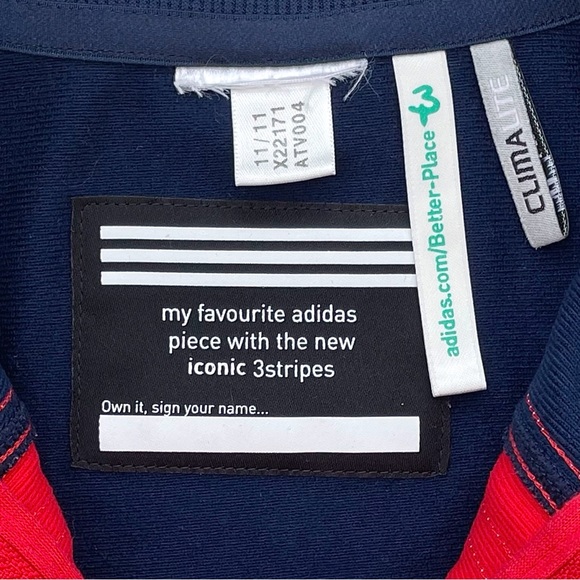 11/11
X22171
ATV004
adidas.com/Better-Place
CLIMALITE
my favourite adidas
piece with the new
iconic 3stripes
Own it, sign your name...